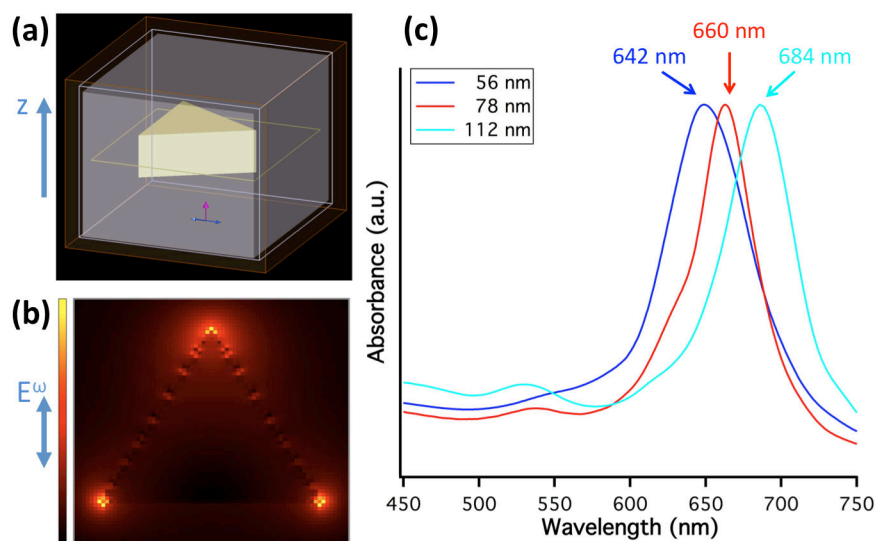 (a)
z
(b)
E^ω
(c)
642 nm
660 nm
684 nm
56 nm
78 nm
112 nm
Absorbance (a.u.)
450 500 550 600 650 700 750
Wavelength (nm)